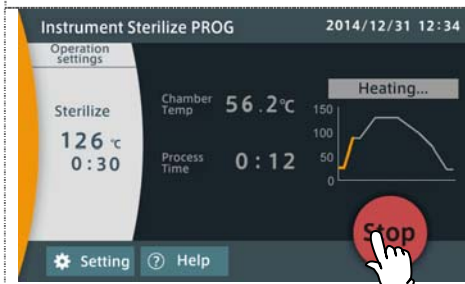 Instrument Sterilize PROG 2014/12/31 12:34
Operation
settings
Sterilize
126 ℃
0:30
Chamber
Temp 56.2℃
Process
Time 0:12
Heating...
150
100
50
0
Stop
Setting ? Help